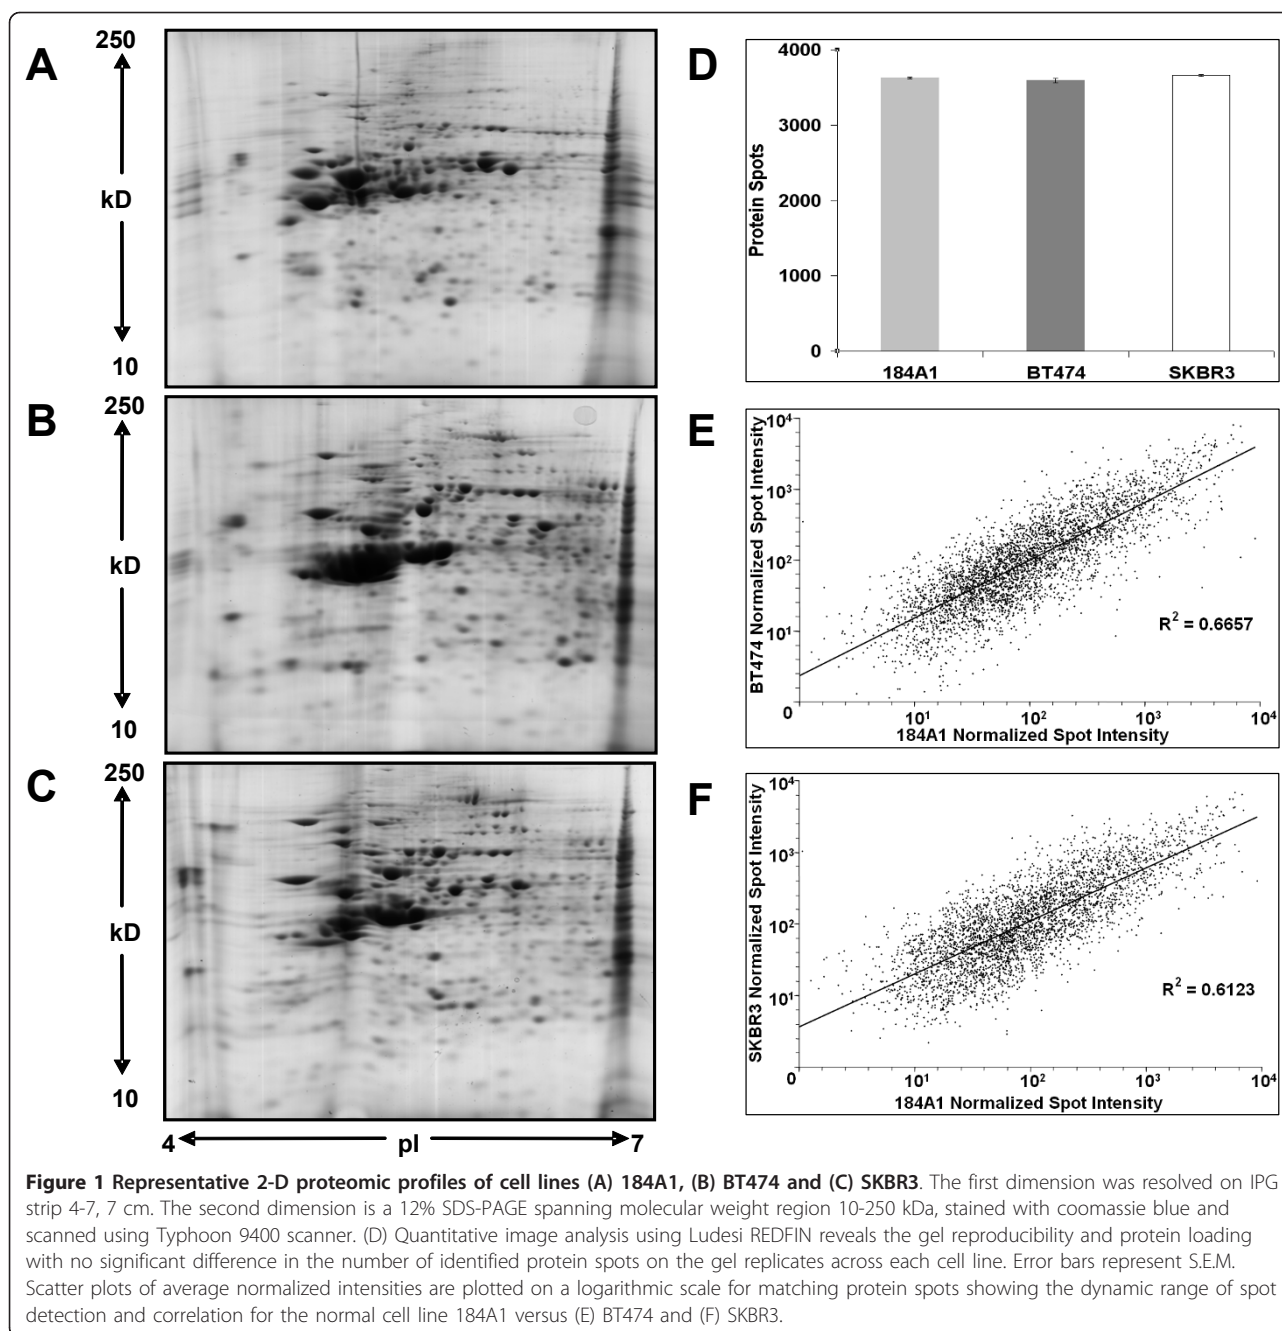 A
250
kD
10
B
250
kD
10
C
250
kD
10
4 pI 7
D
Protein Spots
4000
3000
2000
1000
0
184A1 BT474 SKBR3
E
BT474 Normalized Spot Intensity
10⁴
10³
10²
10¹
0
R² = 0.6657
10¹ 10² 10³ 10⁴
184A1 Normalized Spot Intensity
F
SKBR3 Normalized Spot Intensity
10⁴
10³
10²
10¹
R² = 0.6123
0 10¹ 10² 10³ 10⁴
184A1 Normalized Spot Intensity
Figure 1 Representative 2-D proteomic profiles of cell lines (A) 184A1, (B) BT474 and (C) SKBR3. The first dimension was resolved on IPG
strip 4-7, 7 cm. The second dimension is a 12% SDS-PAGE spanning molecular weight region 10-250 kDa, stained with coomassie blue and
scanned using Typhoon 9400 scanner. (D) Quantitative image analysis using Ludesi REDFIN reveals the gel reproducibility and protein loading
with no significant difference in the number of identified protein spots on the gel replicates across each cell line. Error bars represent S.E.M.
Scatter plots of average normalized intensities are plotted on a logarithmic scale for matching protein spots showing the dynamic range of spot
detection and correlation for the normal cell line 184A1 versus (E) BT474 and (F) SKBR3.